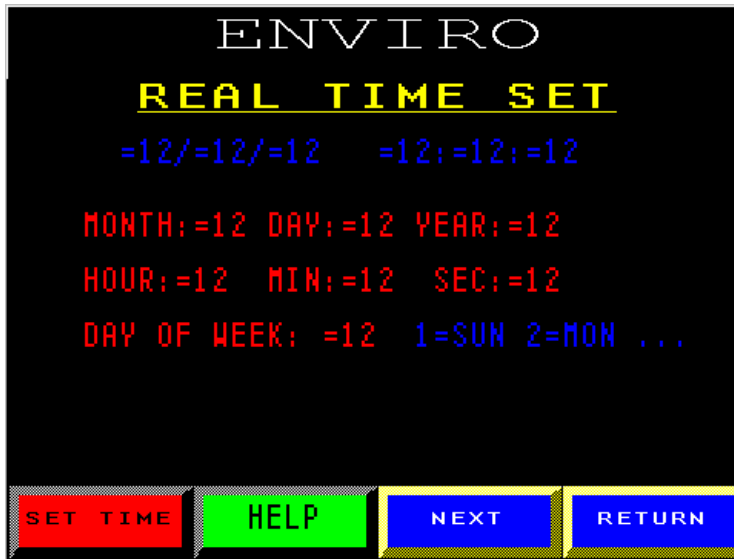 ENVIRO
REAL TIME SET
=12/=12/=12 =12:=12:=12
MONTH:=12 DAY:=12 YEAR:=12
HOUR:=12 MIN:=12 SEC:=12
DAY OF WEEK: =12 1=SUN 2=MON ...
SET TIME HELP NEXT RETURN